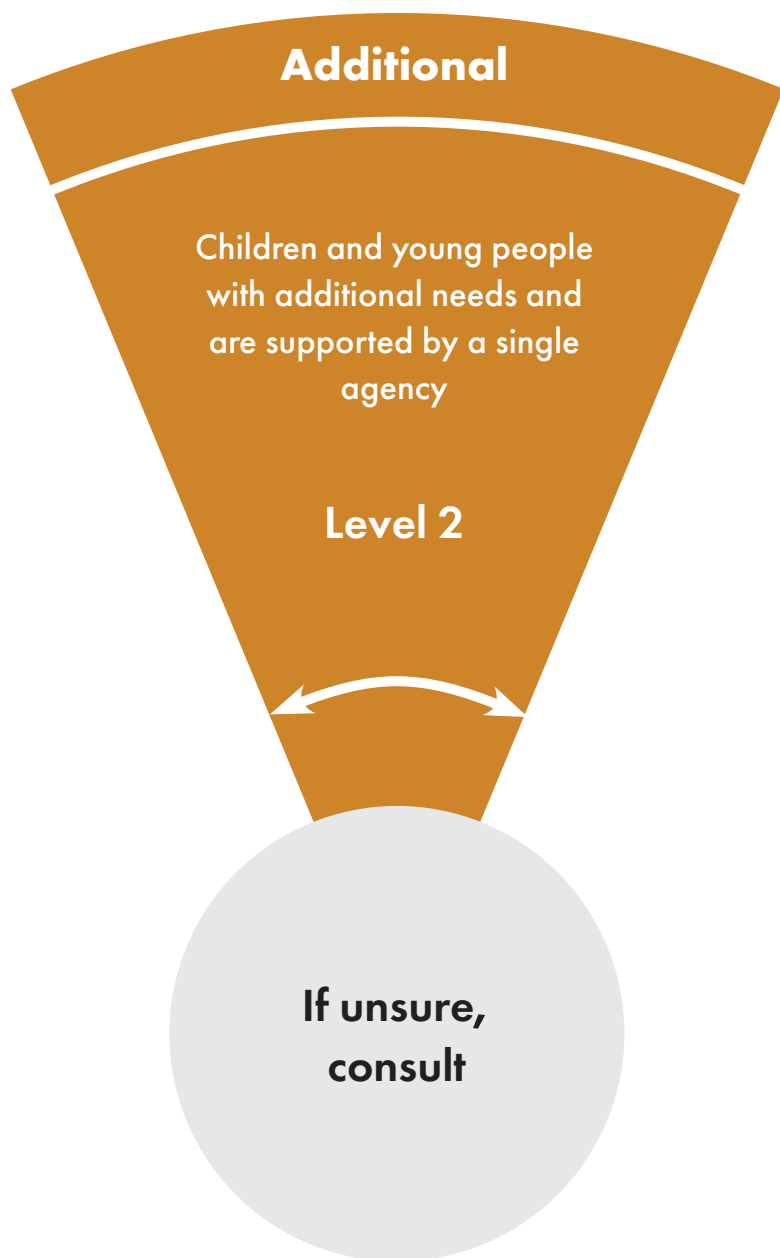 Additional
Children and young people
with additional needs and
are supported by a single
agency
Level 2
If unsure,
consult